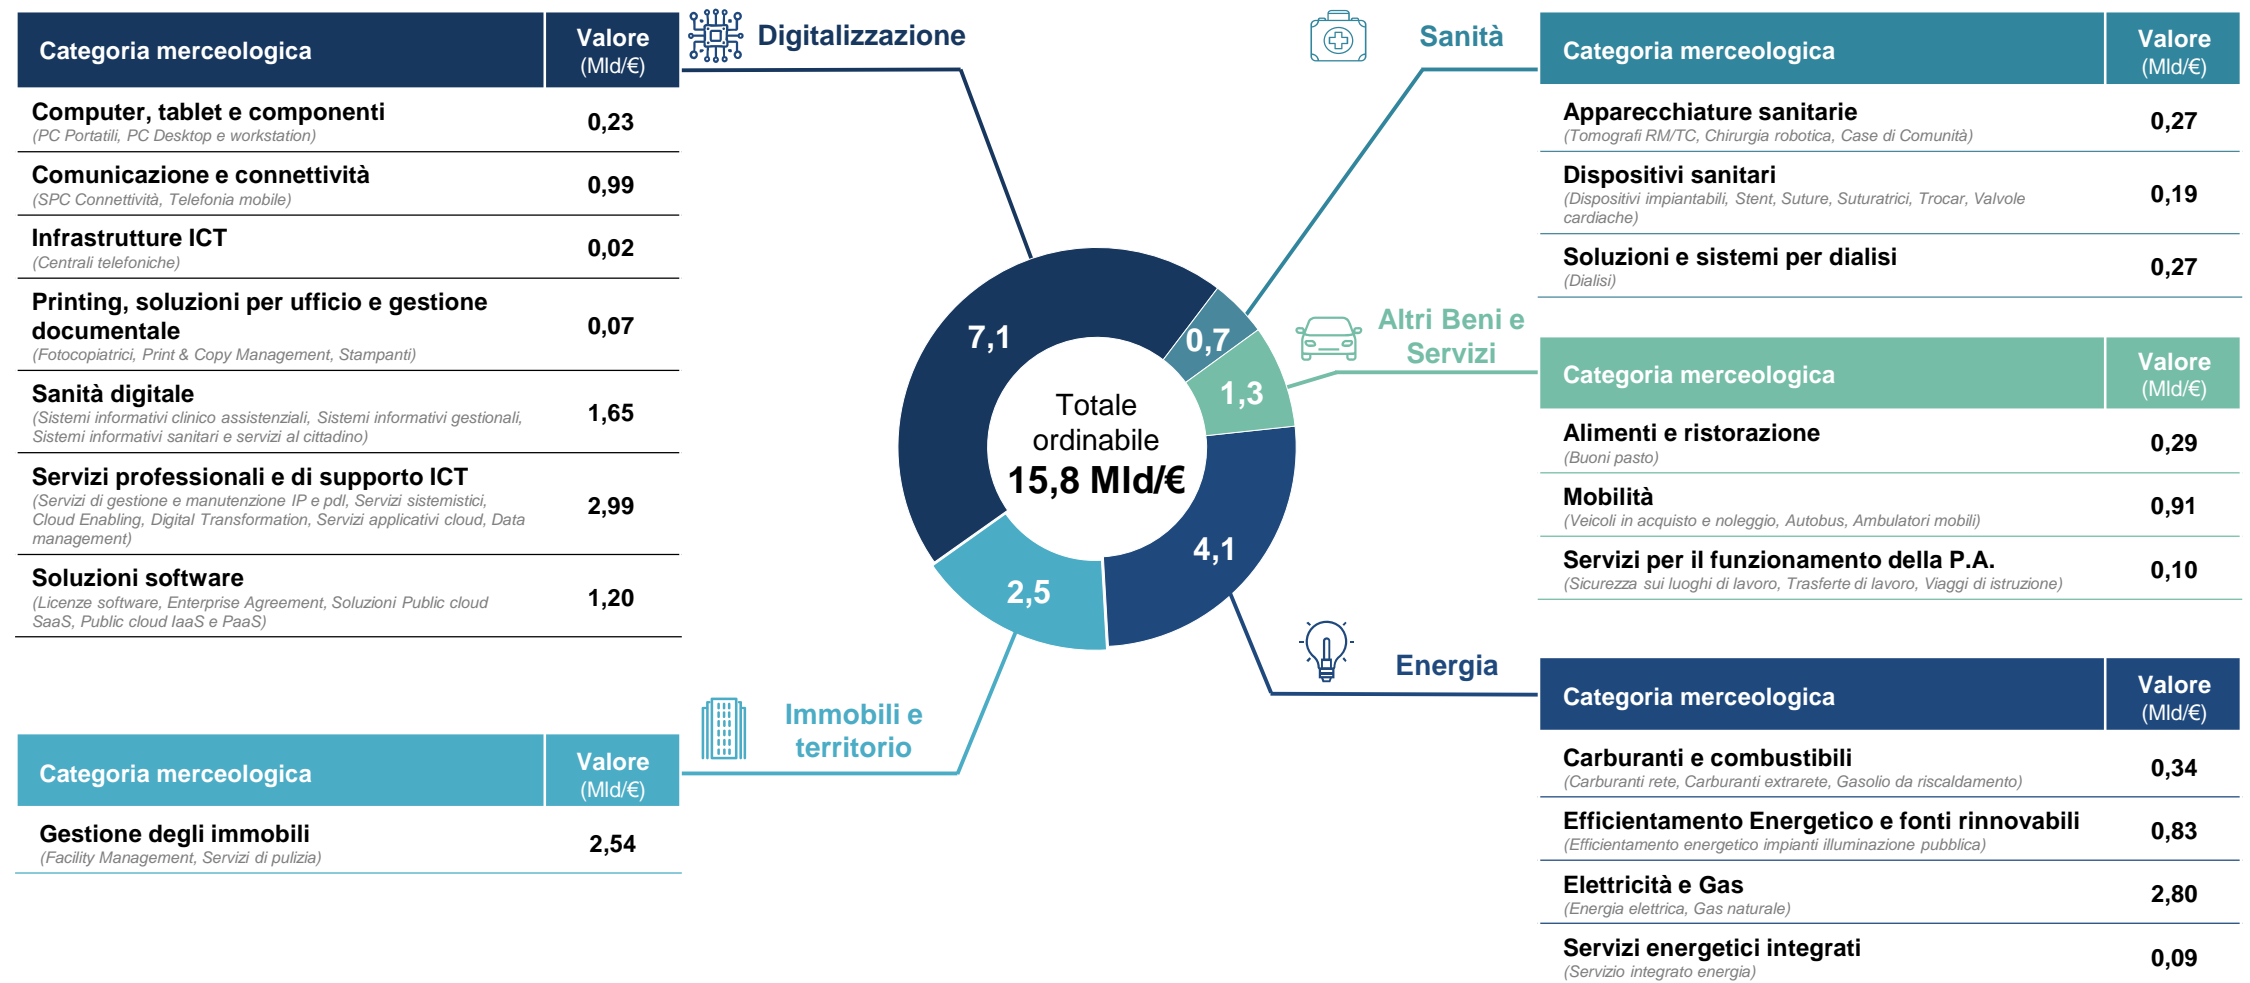 Categoria merceologica
Valore
(Mld/€)
Computer, tablet e componenti
(PC Portatili, PC Desktop e workstation)
0,23
Comunicazione e connettività
(SPC Connettività, Telefonia mobile)
0,99
Infrastrutture ICT
(Centrali telefoniche)
0,02
Printing, soluzioni per ufficio e gestione
documentale
(Fotocopiatrici, Print & Copy Management, Stampanti)
0,07
Sanità digitale
(Sistemi informativi clinico assistenziali, Sistemi informativi gestionali,
Sistemi informativi sanitari e servizi al cittadino)
1,65
Servizi professionali e di supporto ICT
(Servizi di gestione e manutenzione IP e pdl, Servizi sistemistici,
Cloud Enabling, Digital Transformation, Servizi applicativi cloud, Data
management)
2,99
Soluzioni software
(Licenze software, Enterprise Agreement, Soluzioni Public cloud
SaaS, Public cloud IaaS e PaaS)
1,20
Categoria merceologica
Valore
(Mld/€)
Gestione degli immobili
(Facility Management, Servizi di pulizia)
2,54
Digitalizzazione
Immobili e
territorio
7,1
0,7
1,3
4,1
2,5
Totale
ordinabile
15,8 Mld/€
Sanità
Altri Beni e
Servizi
Energia
Categoria merceologica
Valore
(Mld/€)
Apparecchiature sanitarie
(Tomografi RM/TC, Chirurgia robotica, Case di Comunità)
0,27
Dispositivi sanitari
(Dispositivi impiantabili, Stent, Suture, Suturatrici, Trocar, Valvole
cardiache)
0,19
Soluzioni e sistemi per dialisi
(Dialisi)
0,27
Categoria merceologica
Valore
(Mld/€)
Alimenti e ristorazione
(Buoni pasto)
0,29
Mobilità
(Veicoli in acquisto e noleggio, Autobus, Ambulatori mobili)
0,91
Servizi per il funzionamento della P.A.
(Sicurezza sui luoghi di lavoro, Trasferte di lavoro, Viaggi di istruzione)
0,10
Categoria merceologica
Valore
(Mld/€)
Carburanti e combustibili
(Carburanti rete, Carburanti extrarete, Gasolio da riscaldamento)
0,34
Efficientamento Energetico e fonti rinnovabili
(Efficientamento energetico impianti illuminazione pubblica)
0,83
Elettricità e Gas
(Energia elettrica, Gas naturale)
2,80
Servizi energetici integrati
(Servizio integrato energia)
0,09